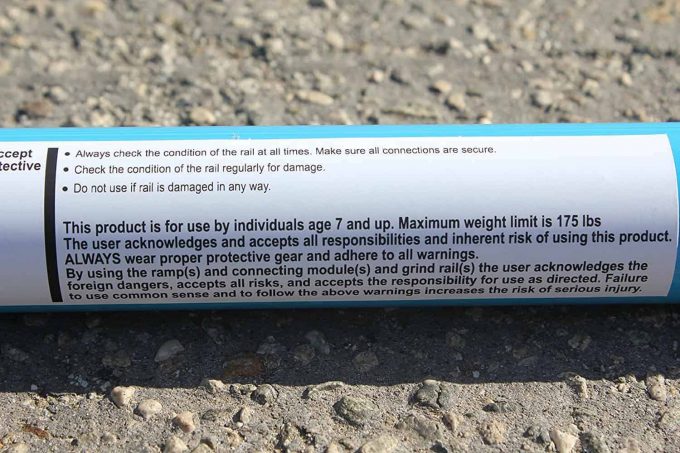 ccept
tective
• Always check the condition of the rail at all times. Make sure all connections are secure.
• Check the condition of the rail regularly for damage.
• Do not use if rail is damaged in any way.
This product is for use by individuals age 7 and up. Maximum weight limit is 175 lbs
The user acknowledges and accepts all responsibilities and inherent risk of using this product.
ALWAYS wear proper protective gear and adhere to all warnings.
By using the ramp(s) and connecting module(s) and grind rail(s) the user acknowledges the
foreign dangers, accepts all risks, and accepts the responsibility for use as directed. Failure
to use common sense and to follow the above warnings increases the risk of serious injury.